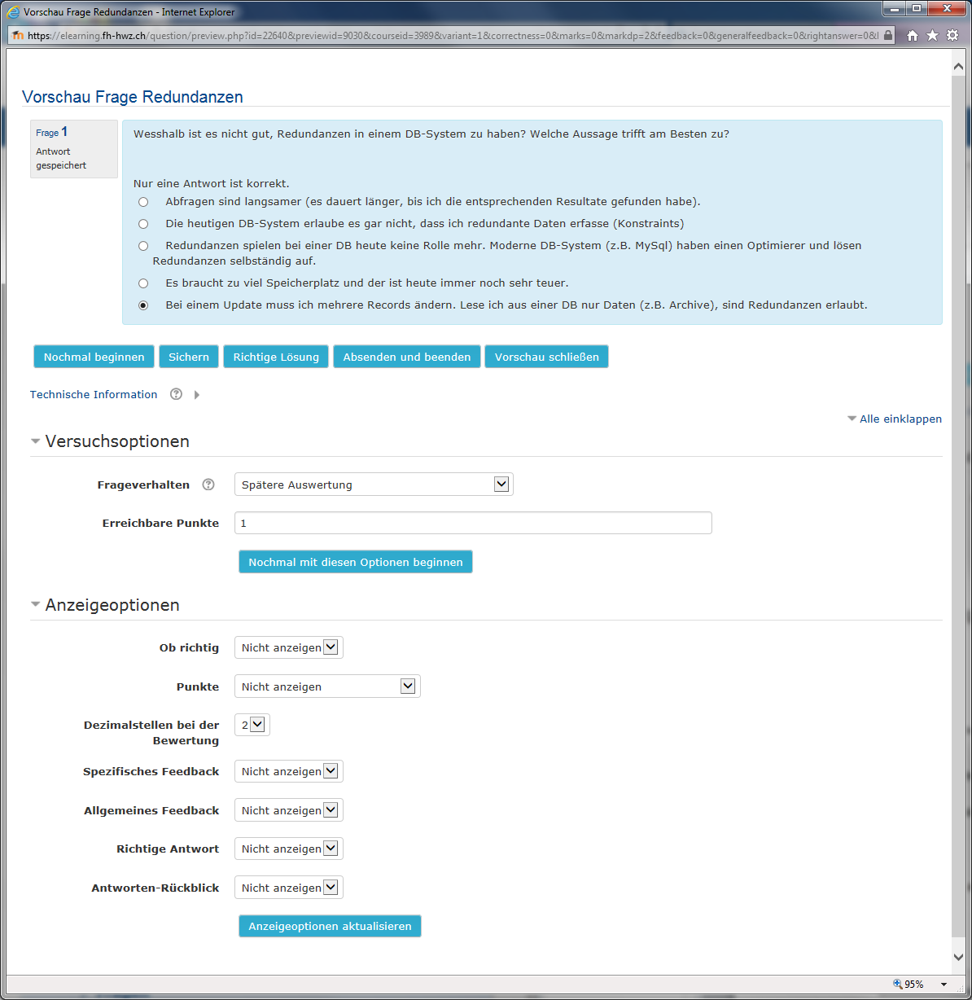 Vorschau Frage Redundanzen - Internet Explorer
https://elearning.fh-hwz.ch/question/preview.php?id=22640&previewid=9030&courseid=3989&variant=1&correctness=0&marks=0&markdp=2&feedback=0&generalfeedback=0&rightanswer=0&
Vorschau Frage Redundanzen
Frage 1
Antwort
gespeichert
Wesshalb ist es nicht gut, Redundanzen in einem DB-System zu haben? Welche Aussage trifft am Besten zu?
Nur eine Antwort ist korrekt.
Abfragen sind langsamer (es dauert länger, bis ich die entsprechenden Resultate gefunden habe).
Die heutigen DB-System erlaube es gar nicht, dass ich redundante Daten erfasse (Konstraints)
Redundanzen spielen bei einer DB heute keine Rolle mehr. Moderne DB-System (z.B. MySql) haben einen Optimierer und lösen
Redundanzen selbständig auf.
Es braucht zu viel Speicherplatz und der ist heute immer noch sehr teuer.
Bei einem Update muss ich mehrere Records ändern. Lese ich aus einer DB nur Daten (z.B. Archive), sind Redundanzen erlaubt.
Nochmal beginnen Sichern Richtige Lösung Absenden und beenden Vorschau schließen
Technische Information
Alle einklappen
Versuchsoptionen
Frageverhalten Spätere Auswertung
Erreichbare Punkte 1
Nochmal mit diesen Optionen beginnen
Anzeigeoptionen
Ob richtig Nicht anzeigen
Punkte Nicht anzeigen
Dezimalstellen bei der 2
Bewertung
Spezifisches Feedback Nicht anzeigen
Allgemeines Feedback Nicht anzeigen
Richtige Antwort Nicht anzeigen
Antworten-Rückblick Nicht anzeigen
Anzeigeoptionen aktualisieren
95%